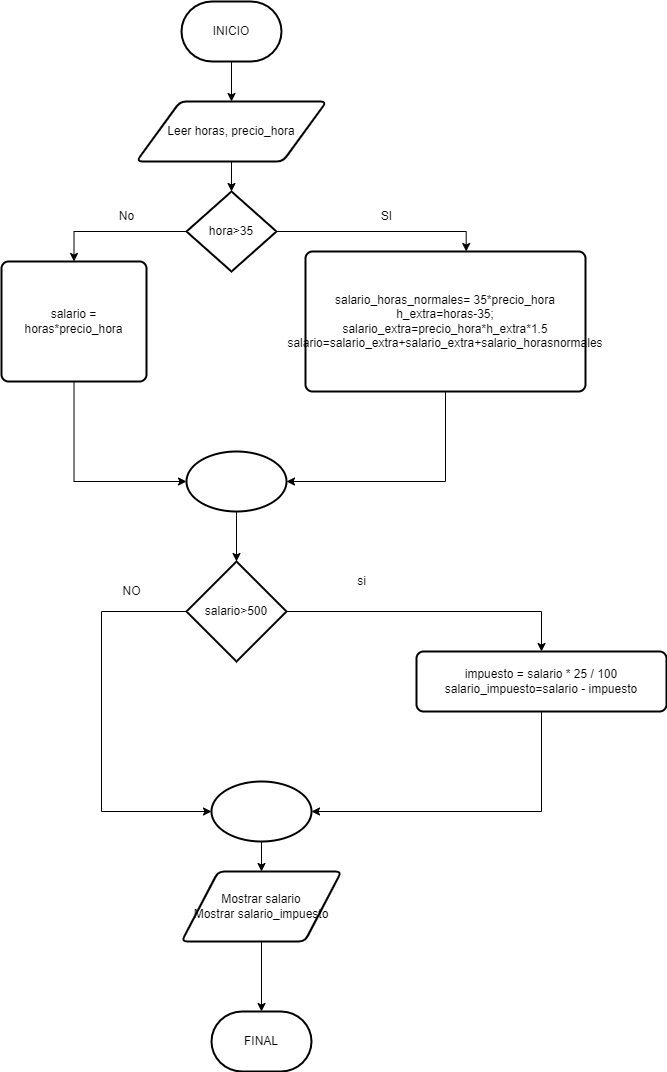 INICIO
Leer horas, precio_hora
hora>35
No
SI
salario =
horas*precio_hora
salario_horas_normales= 35*precio_hora
h_extra=horas-35;
salario_extra=precio_hora*h_extra*1.5
salario=salario_extra+salario_extra+salario_horasnormales
salario>500
NO
si
impuesto = salario * 25 / 100
salario_impuesto=salario - impuesto
Mostrar salario
Mostrar salario_impuesto
FINAL